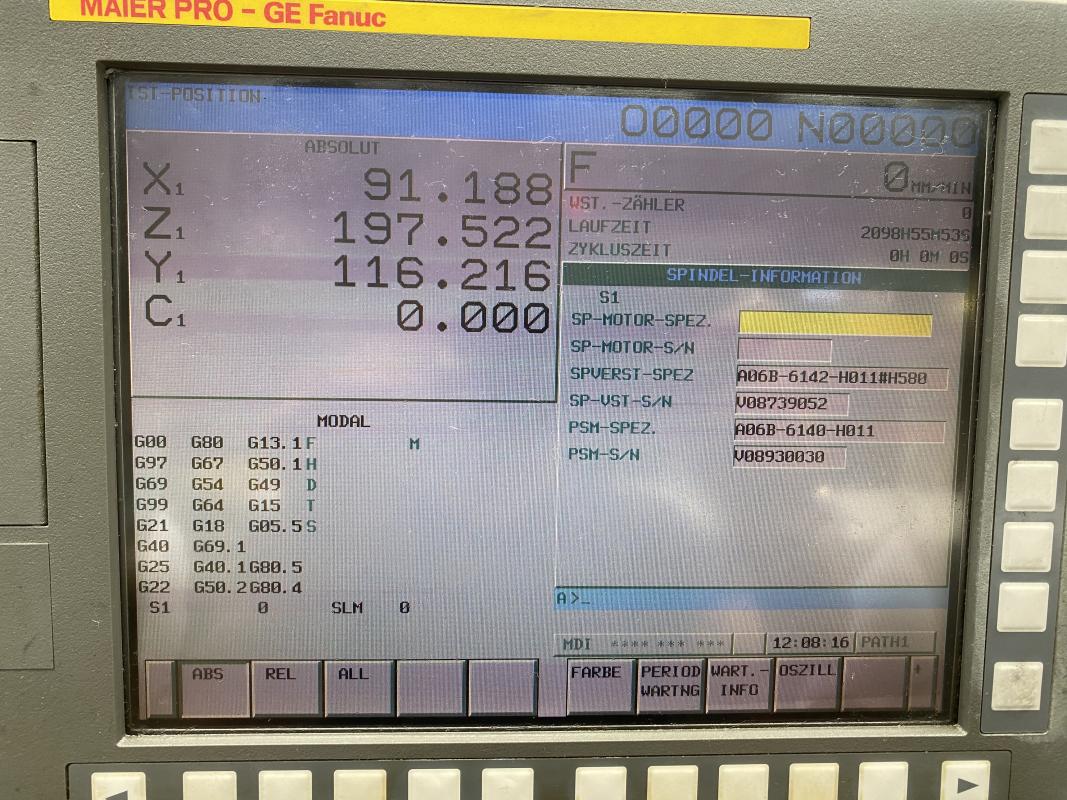 MAIER PRO - GE Fanuc
IST-POSITION
O0000 N00000
ABSOLUT
X1 91.188
Z1 197.522
Y1 116.216
C1 0.000
F 0 MM/MIN
WST.-ZÄHLER 0
LAUFZEIT 2098H55M53S
ZYKLUSZEIT 0H 0M 0S
SPINDEL-INFORMATION
S1
SP-MOTOR-SPEZ.
SP-MOTOR-S/N
SPVERST-SPEZ A06B-6142-H011#H580
SP-VST-S/N V08739052
PSM-SPEZ. A06B-6140-H011
PSM-S/N V08930030
MODAL
G00 G80 G13.1 F M
G97 G67 G50.1 H
G69 G54 G49 D
G99 G64 G15 T
G21 G18 G05.5 S
G40 G69.1
G25 G40.1 G80.5
G22 G50.2 G80.4
S1 0 SLM 0
A>_
MDI **** *** *** 12:08:16 PATH1
ABS REL ALL
FARBE PERIOD WARTNG WART.-INFO OSZILL +